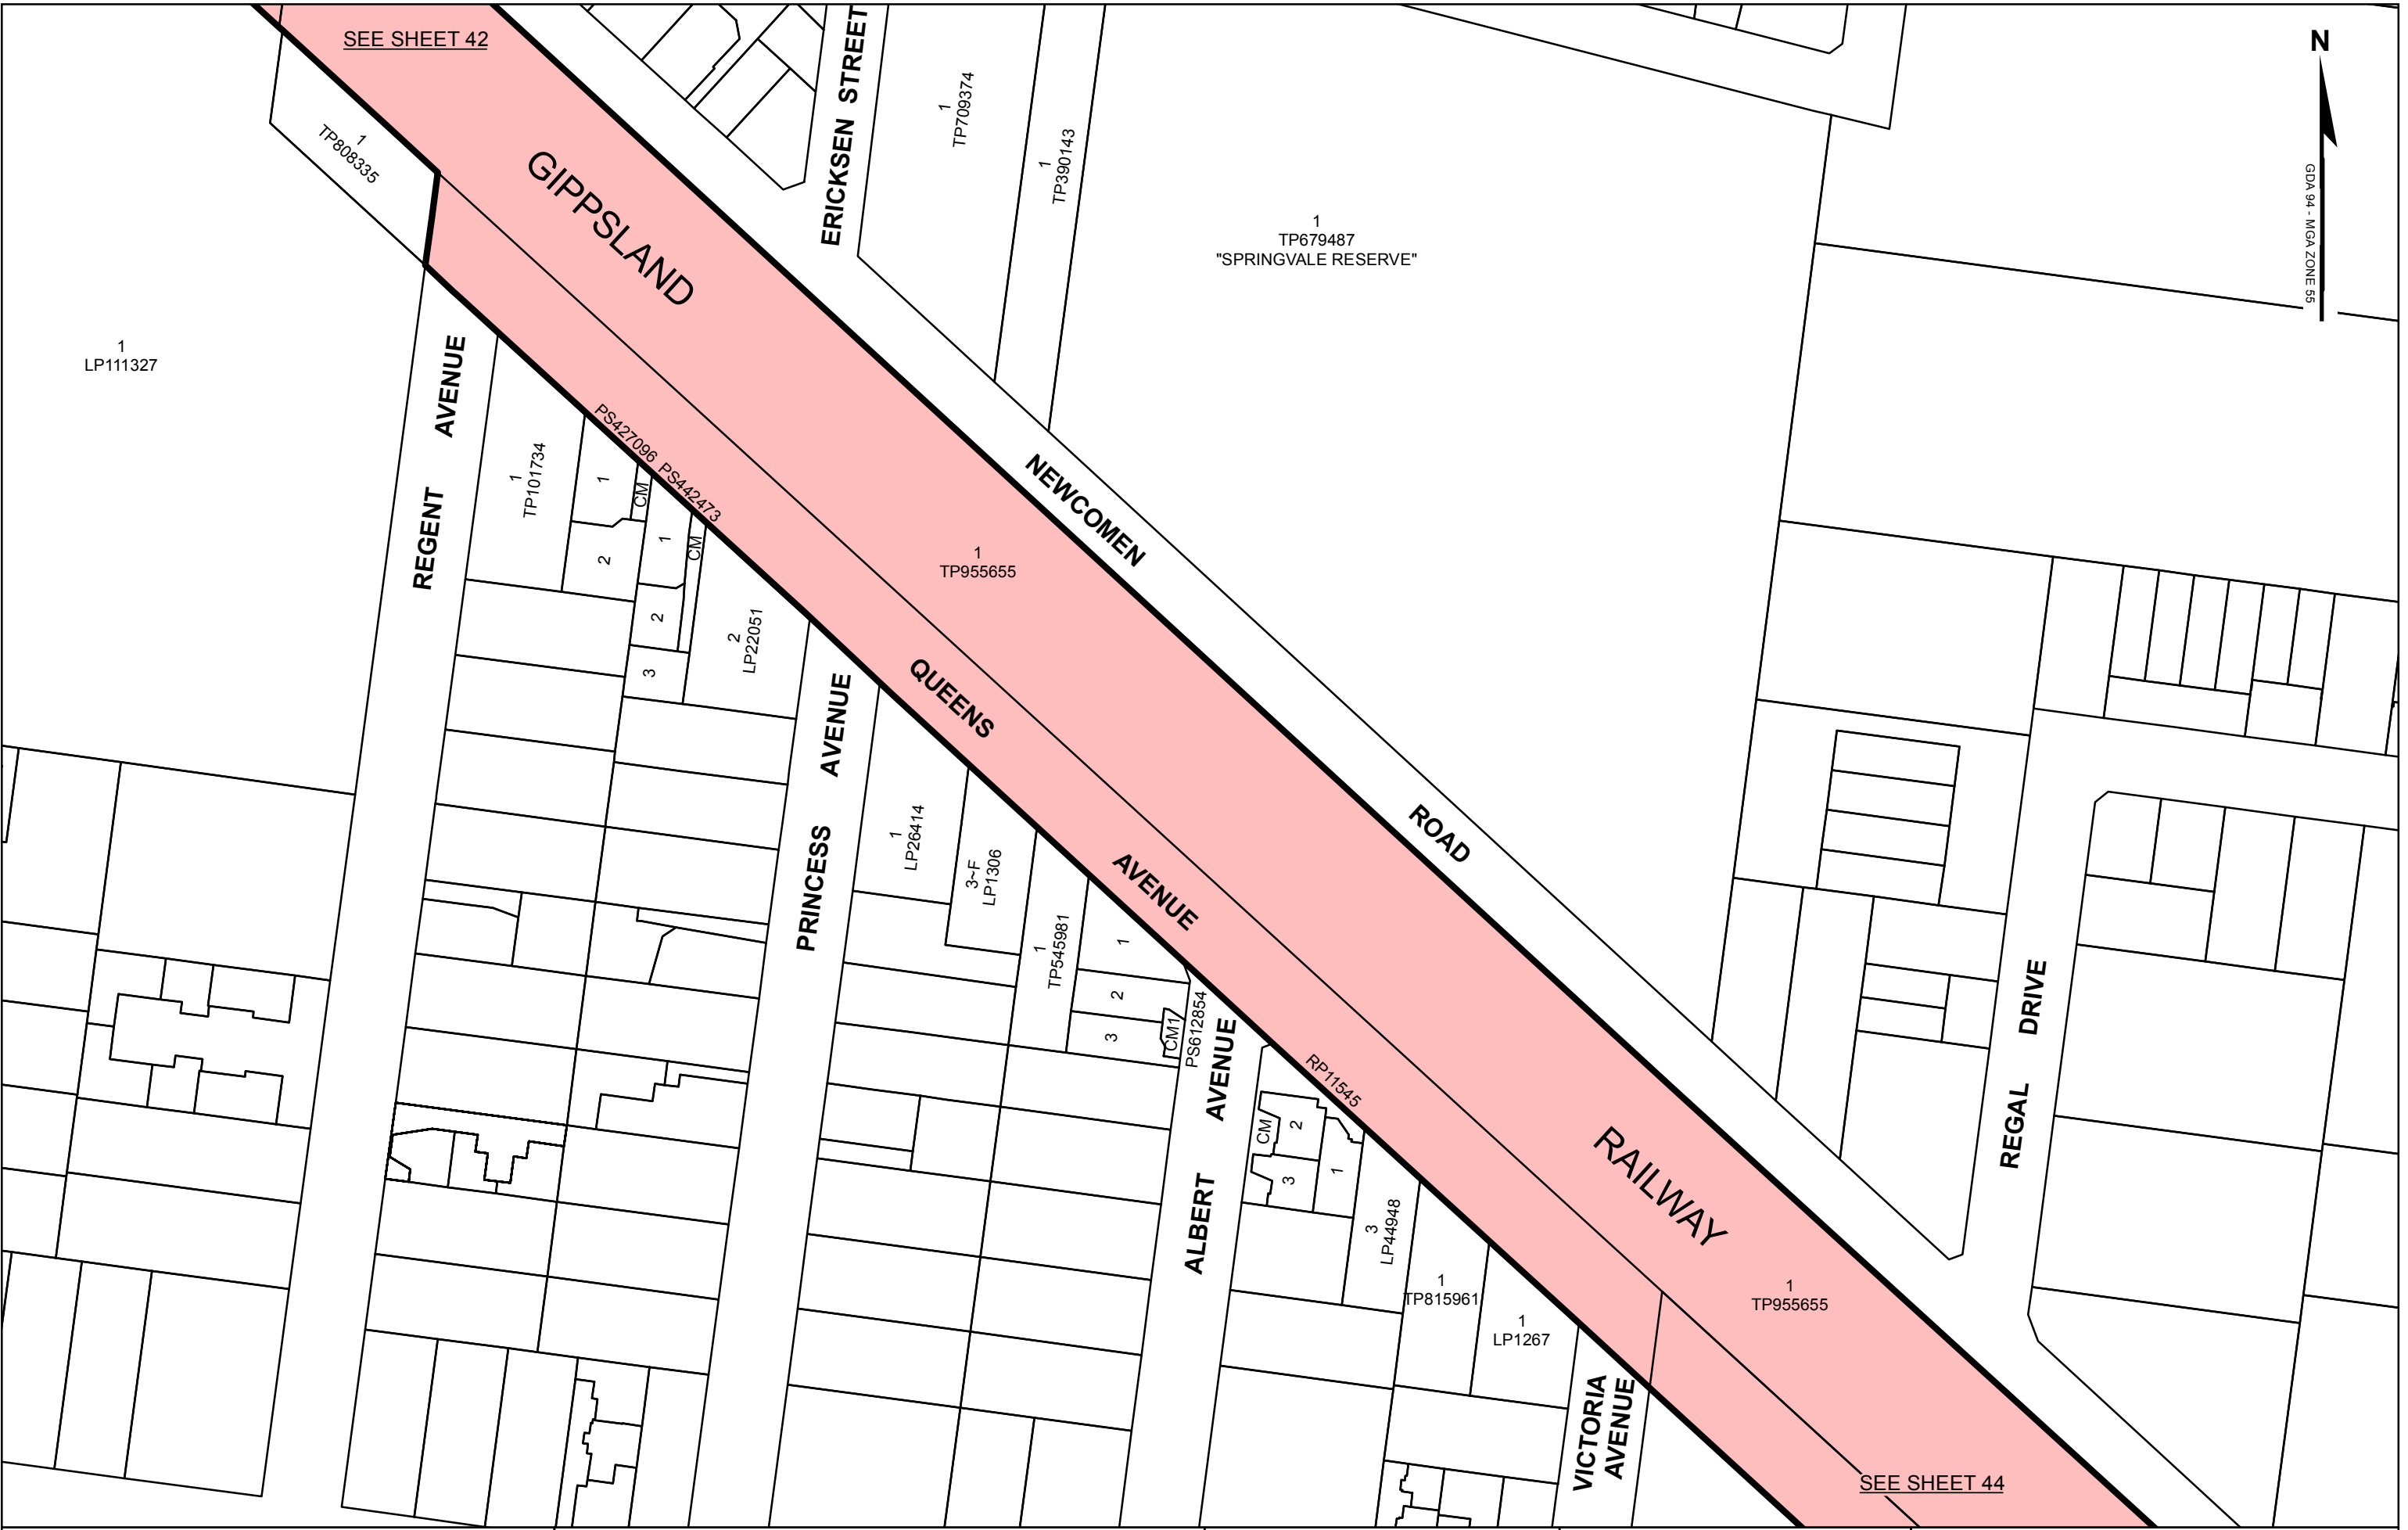 SEE SHEET 42
N
GDA 94 - MGA ZONE 55
ERICKSEN STREET
1
TP709374
1
TP390143
1
TP808335
GIPPSLAND
1
TP679487
"SPRINGVALE RESERVE"
1
LP111327
REGENT AVENUE
1
TP101734
PS427096
PS442473
1
CM
2
1
CM
2
3
2
LP22051
NEWCOMEN
ROAD
1
TP955655
QUEENS
AVENUE
PRINCESS AVENUE
1
LP26414
3~F
LP1306
1
TP545981
1
2
3
CM1
PS612854
ALBERT AVENUE
RP11545
CM
2
3
1
3
LP44948
1
TP815961
1
LP1267
RAILWAY
1
TP955655
REGAL DRIVE
VICTORIA
AVENUE
SEE SHEET 44